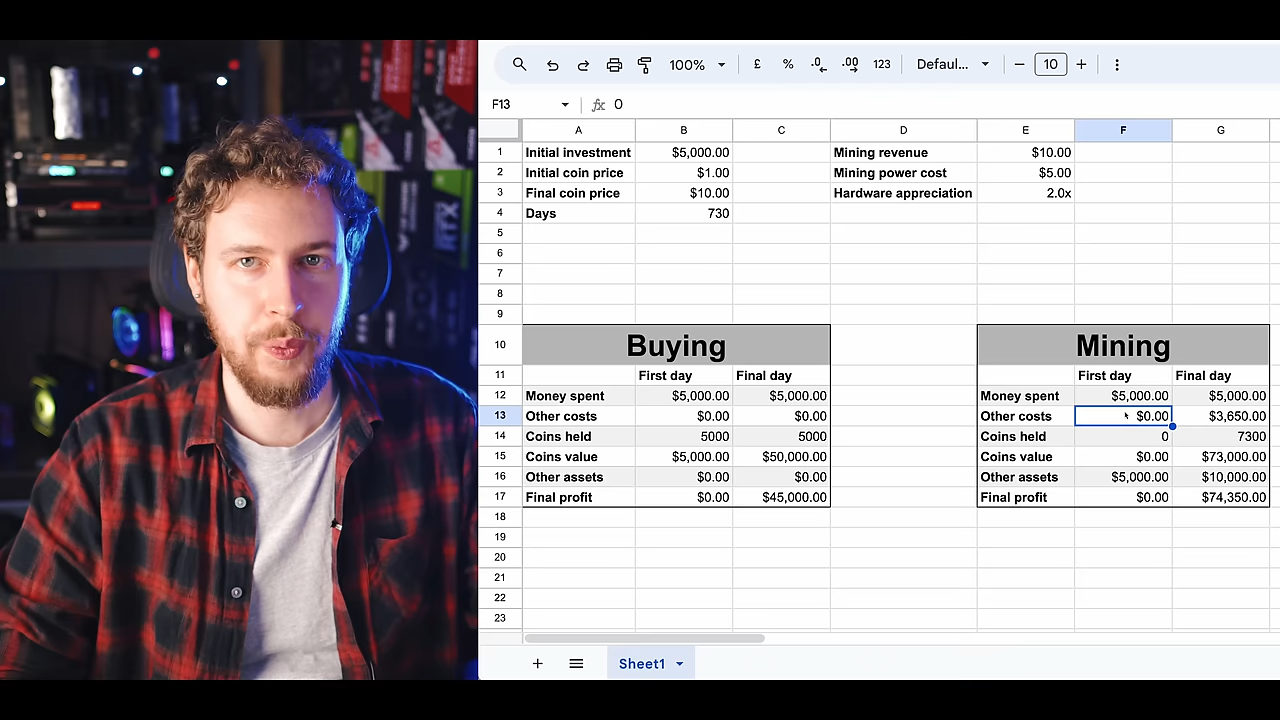 100% £ % .0 .00 123 Defaul... − 10 +
F13 fx 0
A B C D E F G
1 Initial investment $5,000.00 Mining revenue $10.00
2 Initial coin price $1.00 Mining power cost $5.00
3 Final coin price $10.00 Hardware appreciation 2.0x
4 Days 730
5
6
7
8
9
10 Buying Mining
11 First day Final day First day Final day
12 Money spent $5,000.00 $5,000.00 Money spent $5,000.00 $5,000.00
13 Other costs $0.00 $0.00 Other costs $0.00 $3,650.00
14 Coins held 5000 5000 Coins held 0 7300
15 Coins value $5,000.00 $50,000.00 Coins value $0.00 $73,000.00
16 Other assets $0.00 $0.00 Other assets $5,000.00 $10,000.00
17 Final profit $0.00 $45,000.00 Final profit $0.00 $74,350.00
18
19
20
21
22
23
+ Sheet1
RTX